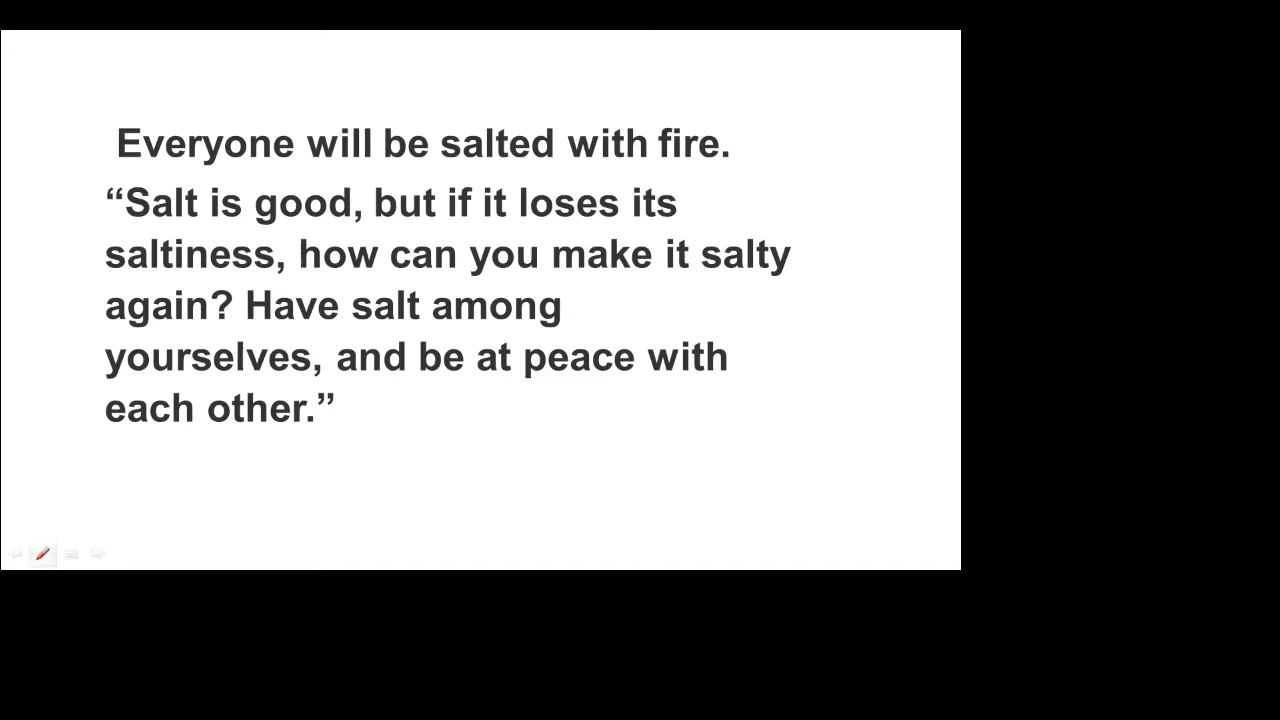 Everyone will be salted with fire.
“Salt is good, but if it loses its
saltiness, how can you make it salty
again? Have salt among
yourselves, and be at peace with
each other.”